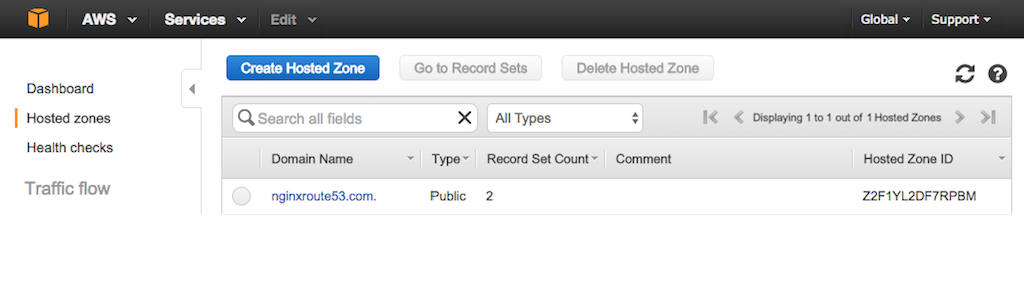 AWS Services Edit Global Support
Create Hosted Zone Go to Record Sets Delete Hosted Zone ?
Dashboard
Hosted zones
Health checks
Traffic flow
Search all fields All Types Displaying 1 to 1 out of 1 Hosted Zones
Domain Name Type Record Set Count Comment Hosted Zone ID
nginxroute53.com. Public 2 Z2F1YL2DF7RPBM